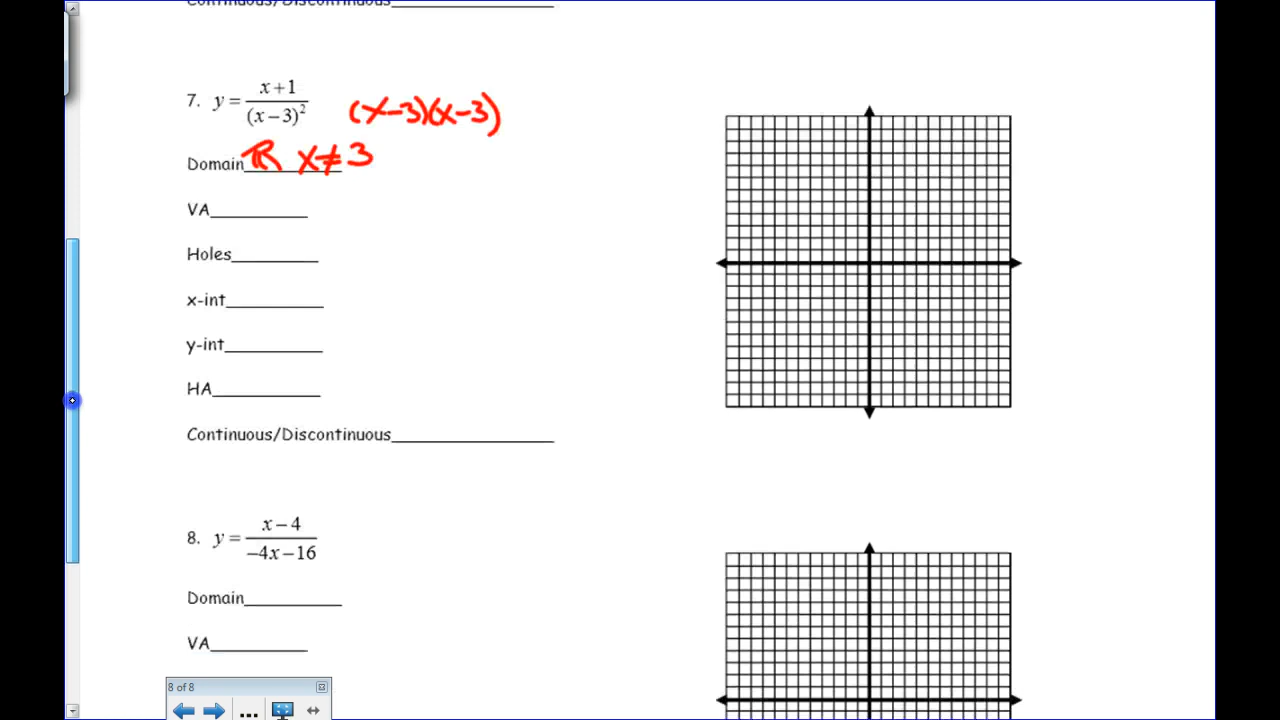 Continuous/Discontinuous
7. y = x+1 / (x−3)² (x−3)(x−3)
Domain ℝ x≠3
VA
Holes
x-int
y-int
HA
Continuous/Discontinuous
8. y = x−4 / −4x−16
Domain
VA
8 of 8